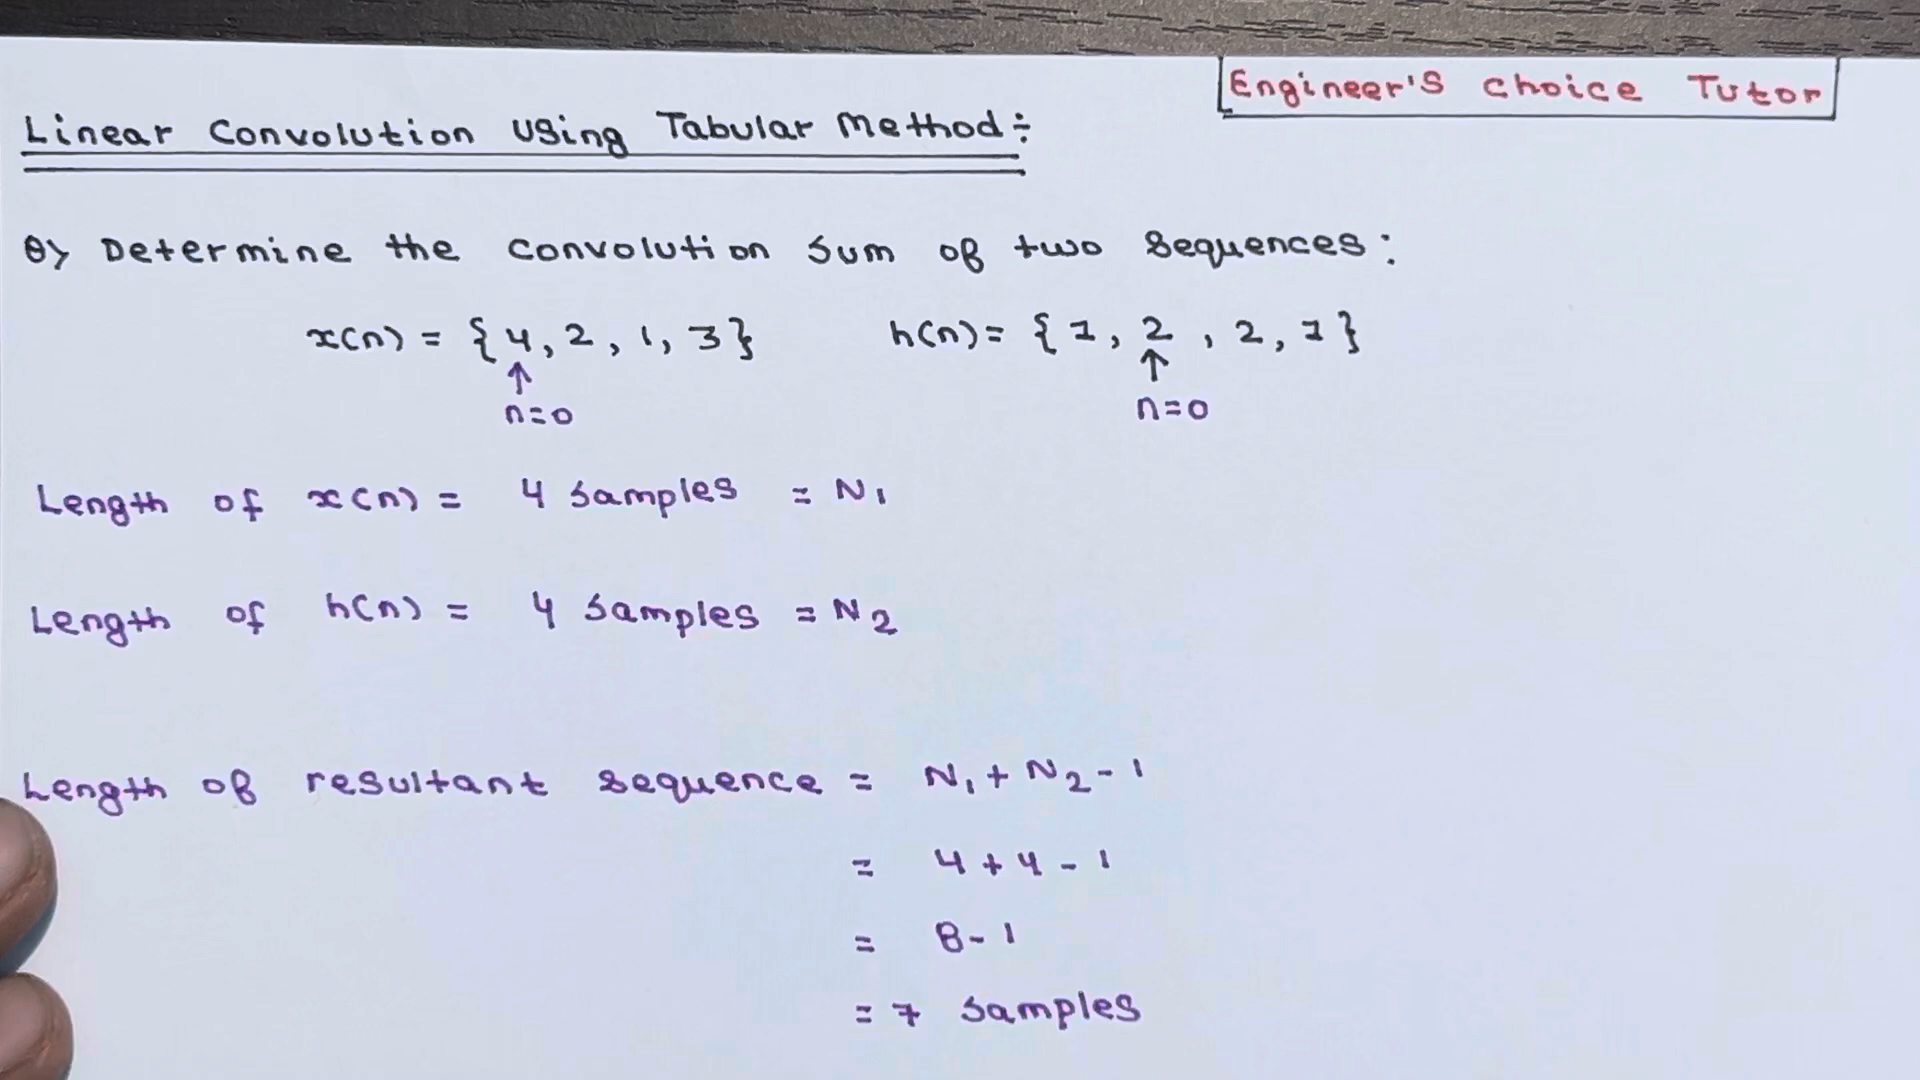 Engineer's choice Tutor
Linear Convolution Using Tabular Method:
Q) Determine the convolution sum of two sequences:
x(n) = {4, 2, 1, 3} h(n) = {1, 2, 2, 1}
↑ ↑
n=0 n=0
Length of x(n) = 4 samples = N₁
Length of h(n) = 4 samples = N₂
Length of resultant sequence = N₁ + N₂ - 1
= 4 + 4 - 1
= 8 - 1
= 7 samples